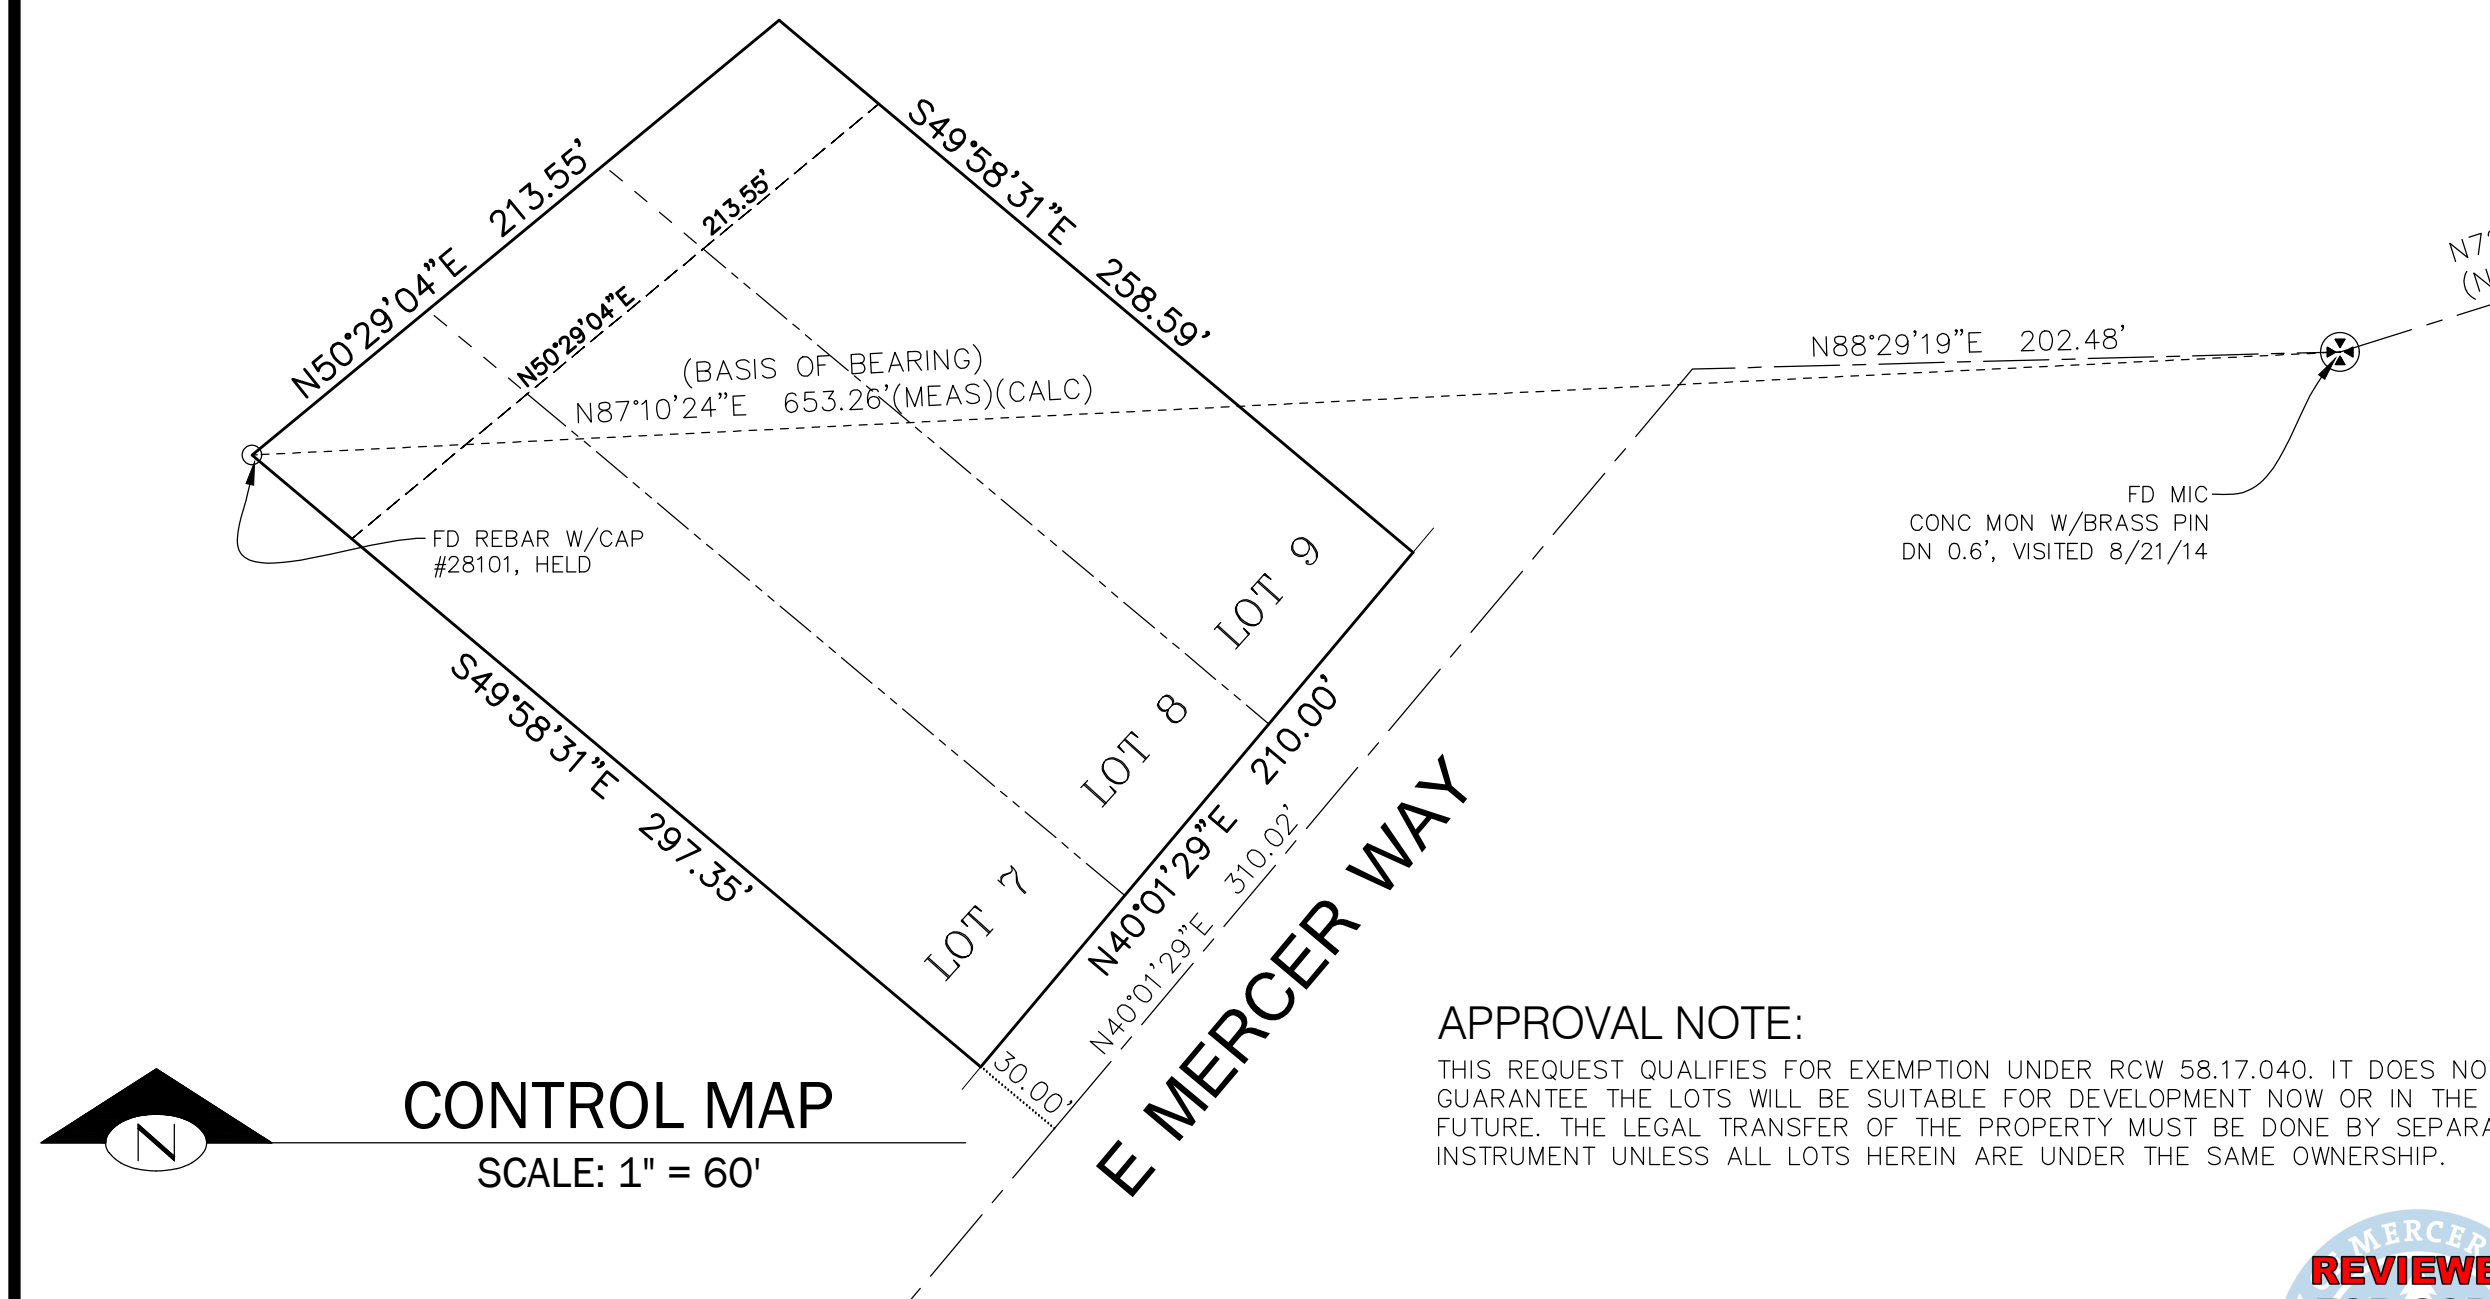 N50°29'04"E 213.55'
N50°29'04"E 213.55'
S49°58'31"E 258.59'
(BASIS OF BEARING)
N87°10'24"E 653.26'(MEAS)(CALC)
N88°29'19"E 202.48'
FD REBAR W/CAP
#28101, HELD
FD MIC
CONC MON W/BRASS PIN
DN 0.6', VISITED 8/21/14
S49°58'31"E 297.35'
LOT 9
LOT 8
LOT 7
N40°01'29"E 210.00'
N40°01'29"E 310.02'
30.00'
E MERCER WAY
N
CONTROL MAP
SCALE: 1" = 60'
APPROVAL NOTE:
THIS REQUEST QUALIFIES FOR EXEMPTION UNDER RCW 58.17.040. IT DOES NO
GUARANTEE THE LOTS WILL BE SUITABLE FOR DEVELOPMENT NOW OR IN THE
FUTURE. THE LEGAL TRANSFER OF THE PROPERTY MUST BE DONE BY SEPARA
INSTRUMENT UNLESS ALL LOTS HEREIN ARE UNDER THE SAME OWNERSHIP.
MERCER
REVIEWE